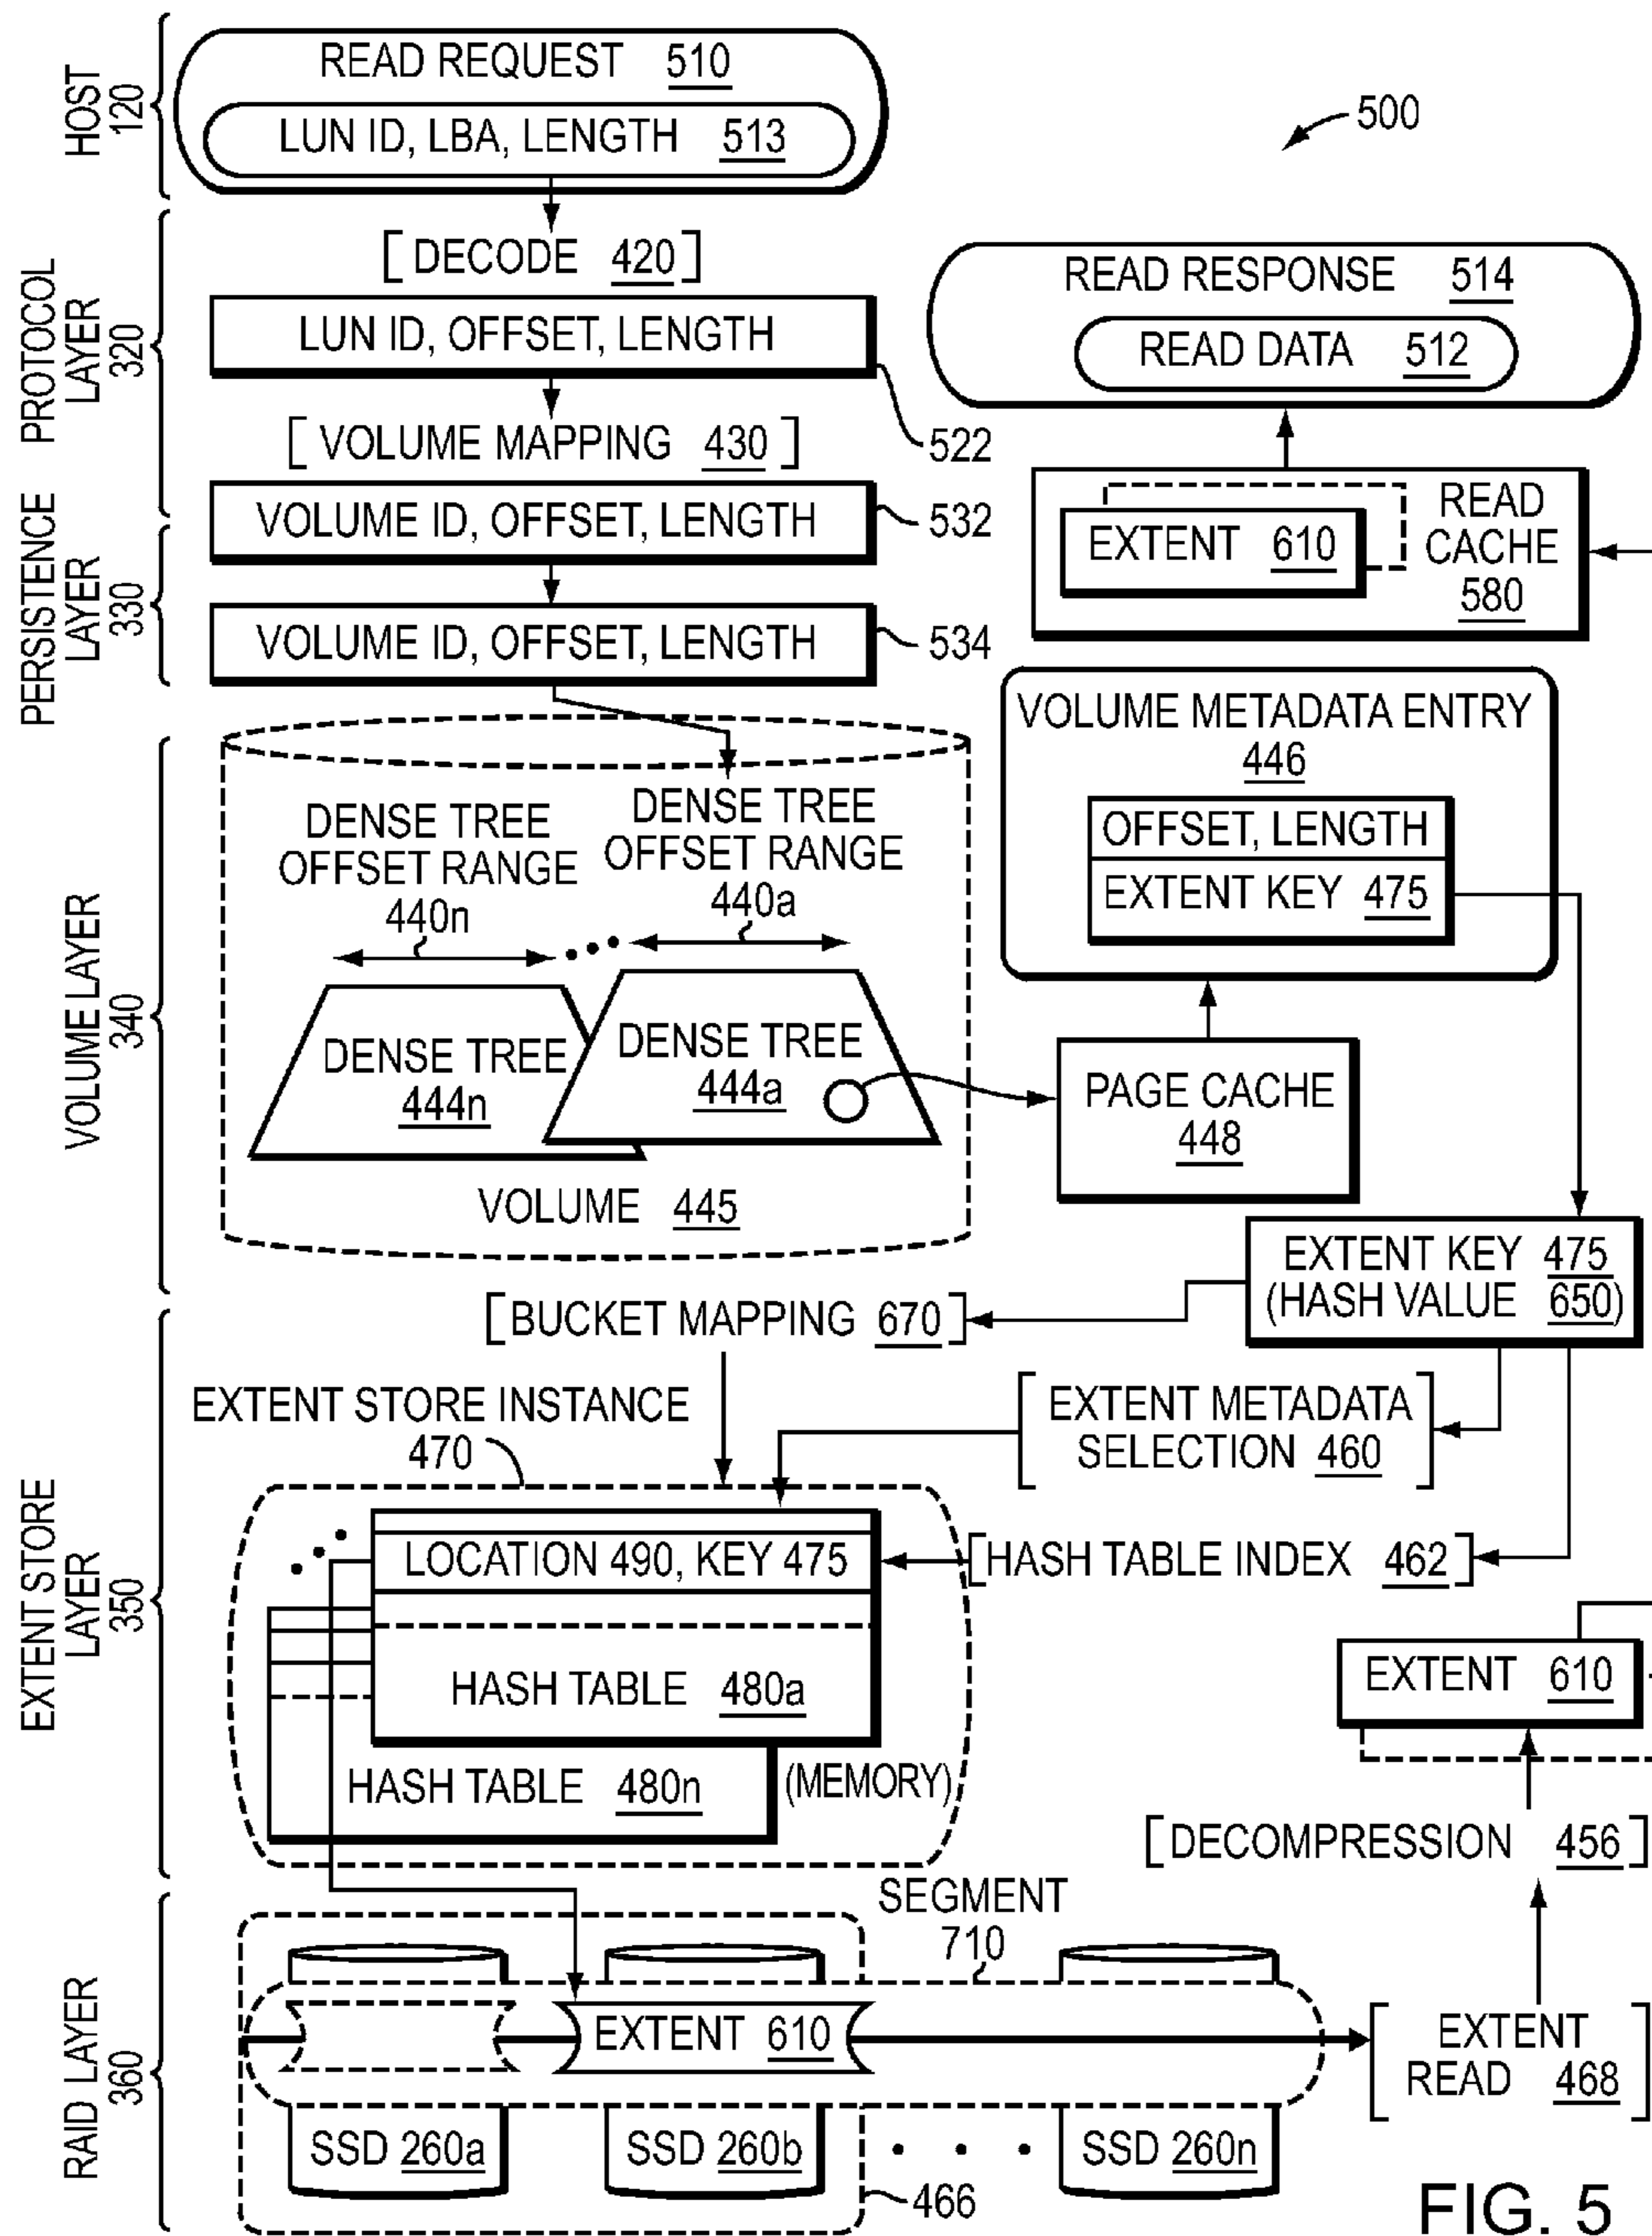 HOST
120
READ REQUEST 510
LUN ID, LBA, LENGTH 513
500
PROTOCOL
LAYER
320
[ DECODE 420 ]
LUN ID, OFFSET, LENGTH
522
[ VOLUME MAPPING 430 ]
VOLUME ID, OFFSET, LENGTH
532
READ RESPONSE 514
READ DATA 512
READ
CACHE
580
EXTENT 610
PERSISTENCE
LAYER
330
VOLUME ID, OFFSET, LENGTH
534
VOLUME LAYER
340
DENSE TREE
OFFSET RANGE
440n
DENSE TREE
OFFSET RANGE
440a
DENSE TREE
444n
DENSE TREE
444a
VOLUME 445
VOLUME METADATA ENTRY
446
OFFSET, LENGTH
EXTENT KEY 475
PAGE CACHE
448
EXTENT KEY 475
(HASH VALUE 650)
EXTENT STORE
LAYER
350
[BUCKET MAPPING 670]
EXTENT STORE INSTANCE
470
EXTENT METADATA
SELECTION 460
LOCATION 490, KEY 475
[HASH TABLE INDEX 462]
HASH TABLE 480a
HASH TABLE 480n
(MEMORY)
EXTENT 610
[DECOMPRESSION 456]
RAID LAYER
360
SEGMENT
710
EXTENT 610
EXTENT
READ 468
SSD 260a
SSD 260b
SSD 260n
466
FIG. 5